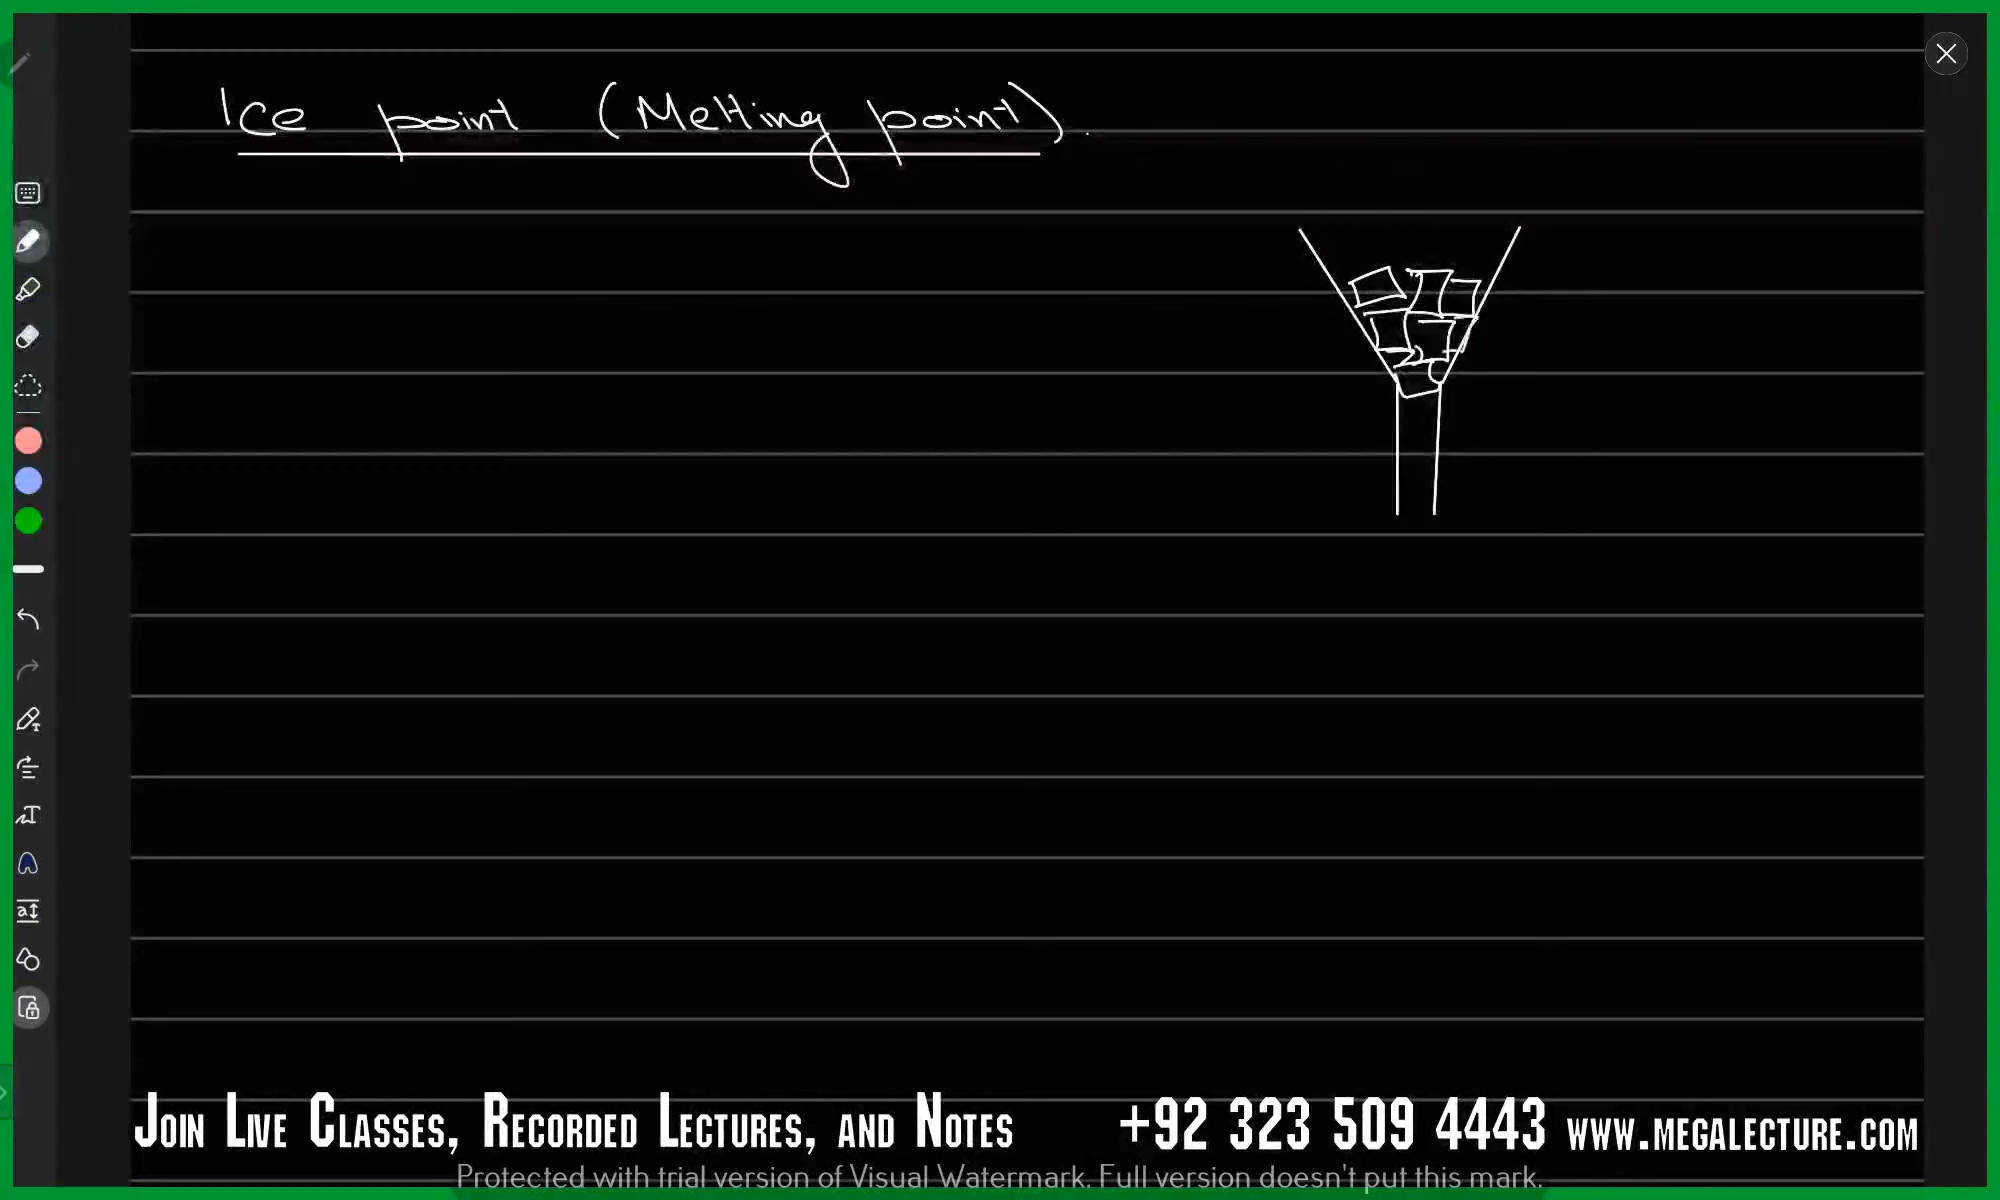 Ice point (Melting point).
JOIN LIVE CLASSES, RECORDED LECTURES, AND NOTES +92 323 509 4443 WWW.MEGALECTURE.COM
Protected with trial version of Visual Watermark. Full version doesn't put this mark.